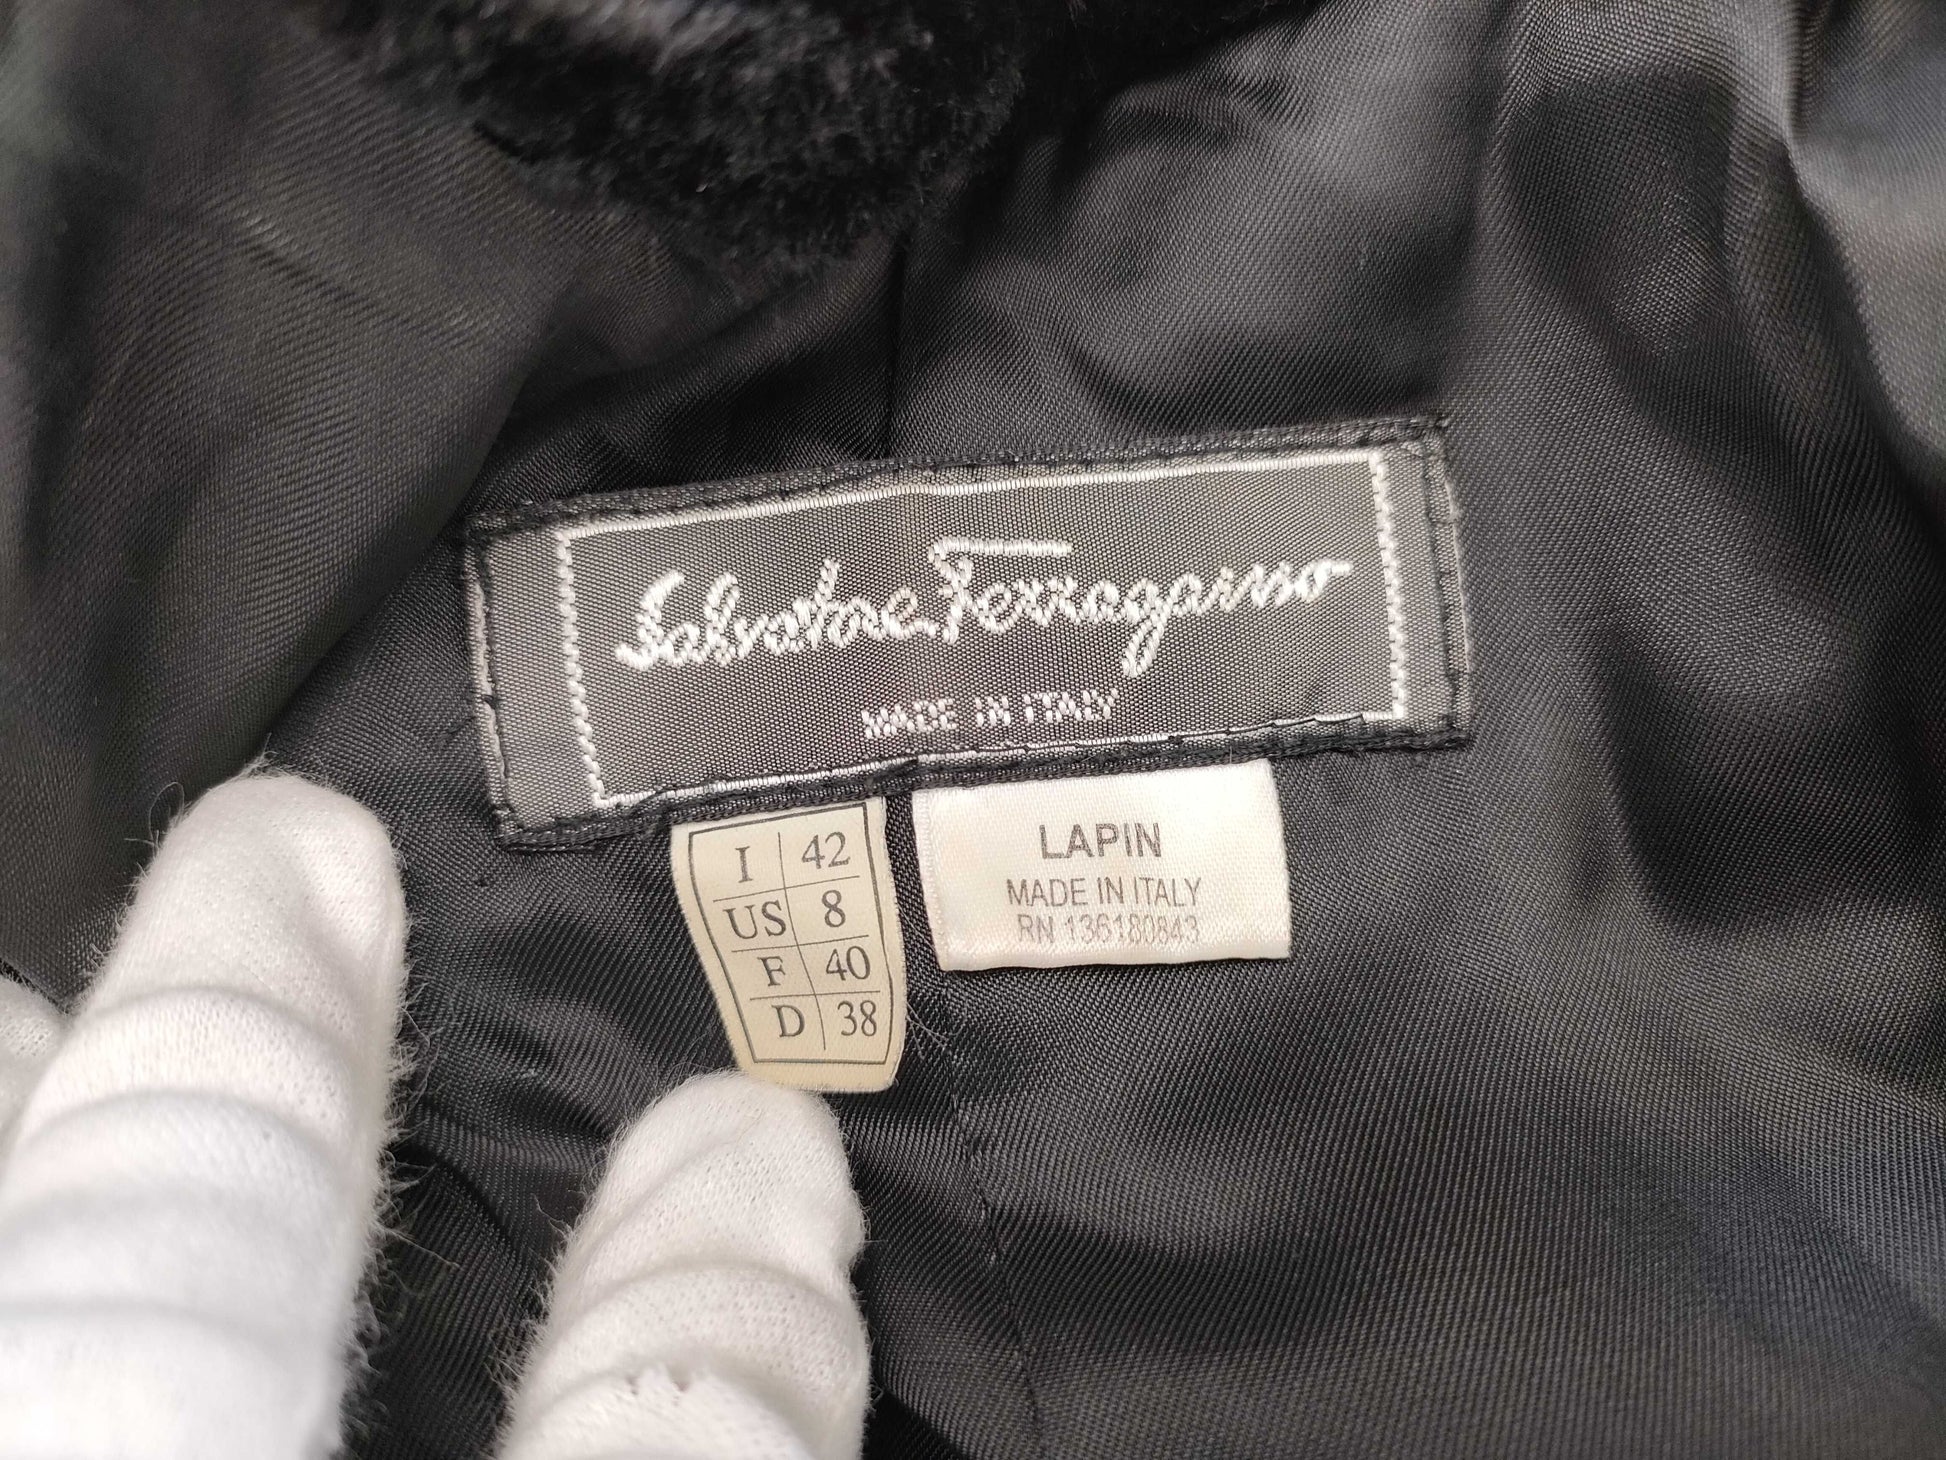 Salvatore Ferragamo
MADE IN ITALY
I 42
US 8
F 40
D 38
LAPIN
MADE IN ITALY
RN 136180843